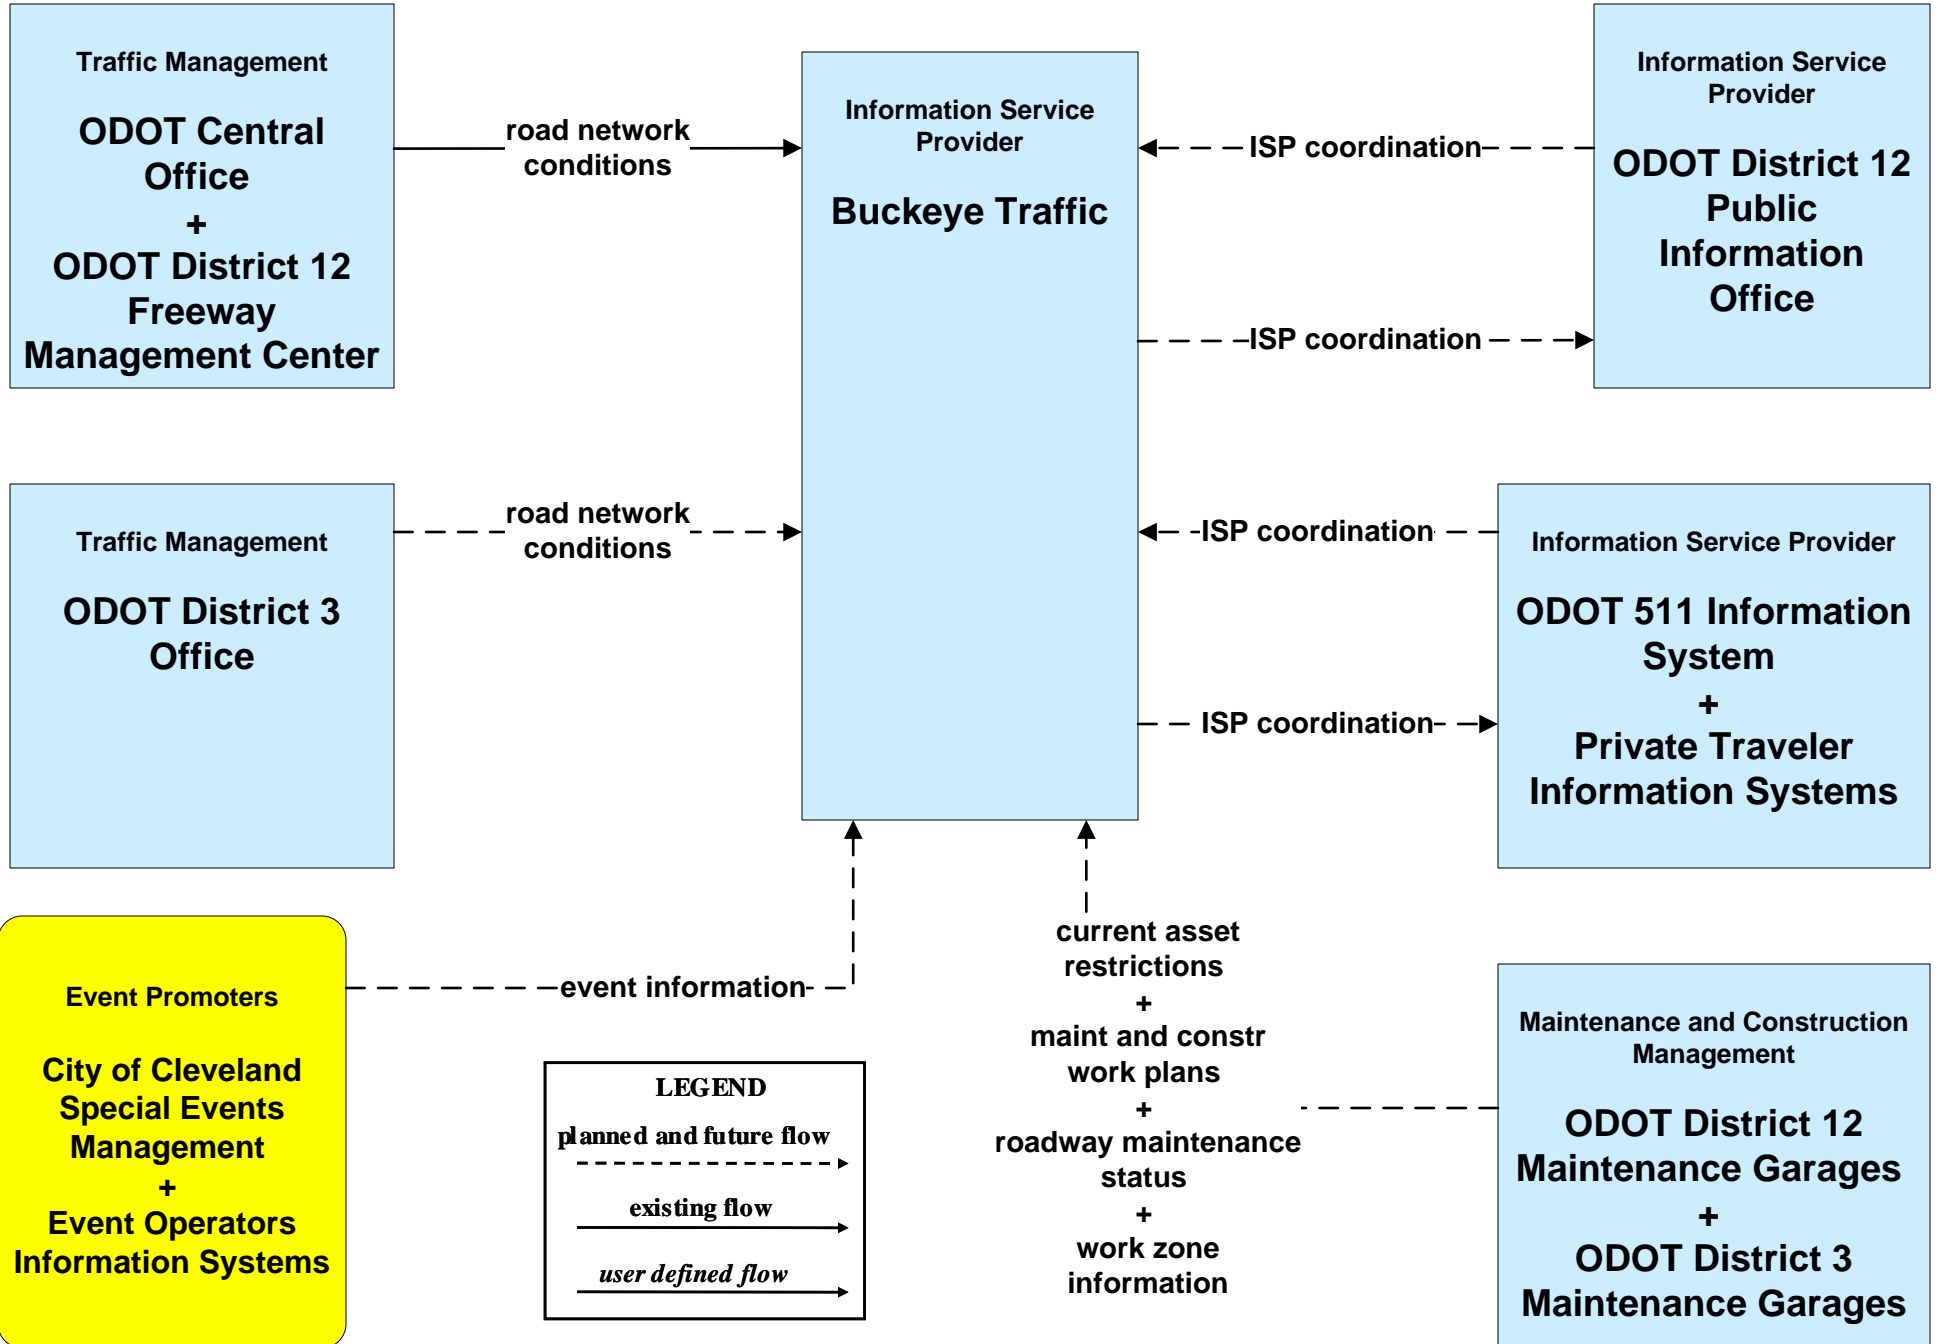 Traffic Management
ODOT Central
Office
+
ODOT District 12
Freeway
Management Center
road network
conditions
Information Service
Provider
Buckeye Traffic
ISP coordination
ISP coordination
Information Service
Provider
ODOT District 12
Public
Information
Office
Traffic Management
ODOT District 3
Office
road network
conditions
ISP coordination
ISP coordination
Information Service Provider
ODOT 511 Information
System
+
Private Traveler
Information Systems
Event Promoters
City of Cleveland
Special Events
Management
+
Event Operators
Information Systems
event information
LEGEND
planned and future flow
existing flow
user defined flow
current asset
restrictions
+
maint and constr
work plans
+
roadway maintenance
status
+
work zone
information
Maintenance and Construction
Management
ODOT District 12
Maintenance Garages
+
ODOT District 3
Maintenance Garages